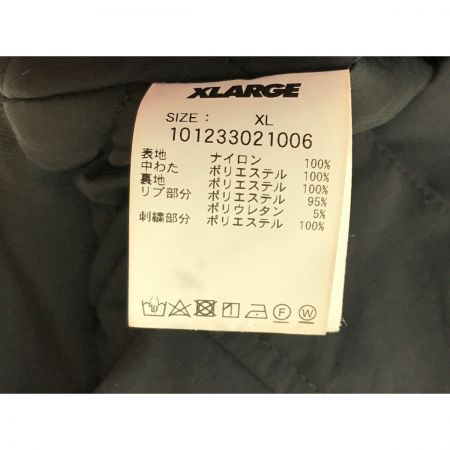 XLARGE
SIZE: XL
101233021006
表地 ナイロン 100%
中わた ポリエステル 100%
裏地 ポリエステル 100%
リブ部分 ポリエステル 95%
ポリウレタン 5%
刺繍部分 ポリエステル 100%
F W